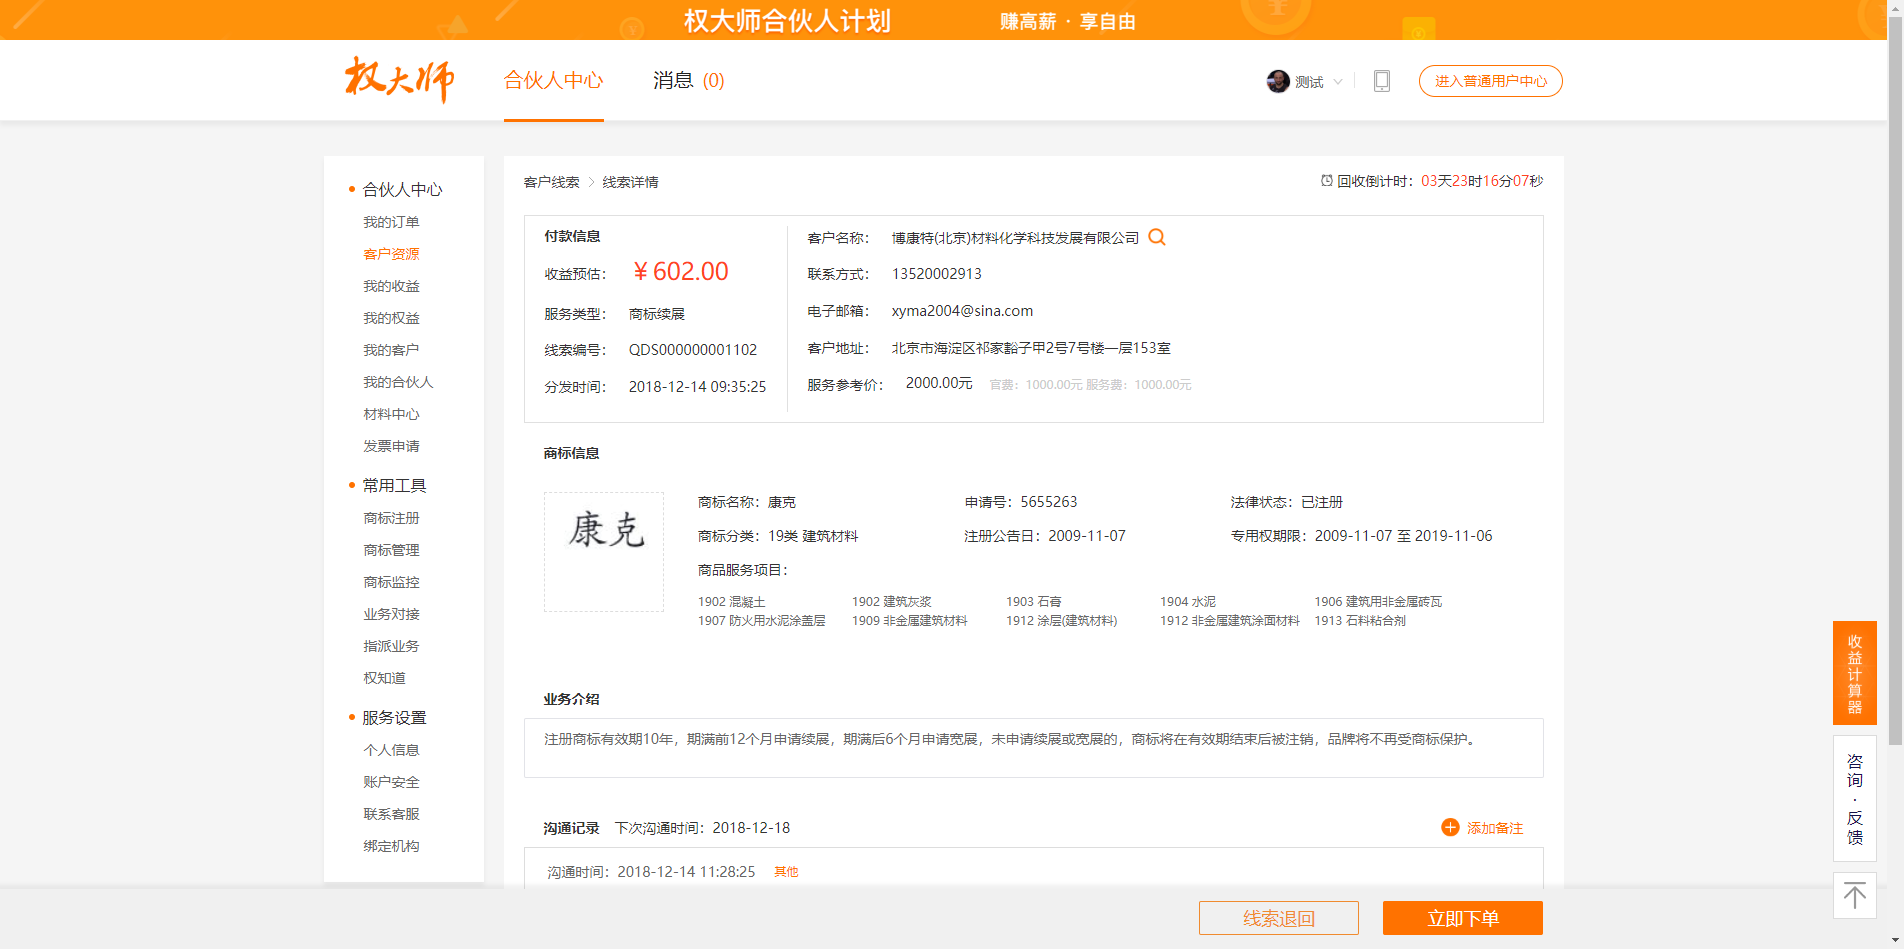 权大师合伙人计划 赚高薪 · 享自由
权大师 合伙人中心 消息 (0) 测试 进入普通用户中心
合伙人中心
我的订单
客户资源
我的收益
我的权益
我的客户
我的合伙人
材料中心
发票申请
常用工具
商标注册
商标管理
商标监控
业务对接
指派业务
权知道
服务设置
个人信息
账户安全
联系客服
绑定机构
客户线索 > 线索详情 回收倒计时：03天23时16分07秒
付款信息
收益预估： ¥602.00
服务类型： 商标续展
线索编号： QDS000000001102
分发时间： 2018-12-14 09:35:25
客户名称： 博康特(北京)材料化学科技发展有限公司
联系方式： 13520002913
电子邮箱： xyma2004@sina.com
客户地址： 北京市海淀区祁家豁子甲2号7号楼一层153室
服务参考价： 2000.00元 官费：1000.00元 服务费：1000.00元
商标信息
康克
商标名称：康克 申请号：5655263 法律状态：已注册
商标分类：19类 建筑材料 注册公告日：2009-11-07 专用权期限：2009-11-07 至 2019-11-06
商品服务项目：
1902 混凝土 1902 建筑灰浆 1903 石膏 1904 水泥 1906 建筑用非金属砖瓦
1907 防火用水泥涂盖层 1909 非金属建筑材料 1912 涂层(建筑材料) 1912 非金属建筑涂面材料 1913 石料粘合剂
业务介绍
注册商标有效期10年，期满前12个月申请续展，期满后6个月申请宽展，未申请续展或宽展的，商标将在有效期结束后被注销，品牌将不再受商标保护。
沟通记录 下次沟通时间：2018-12-18 添加备注
沟通时间：2018-12-14 11:28:25 其他
线索退回 立即下单
收益计算器
咨询·反馈